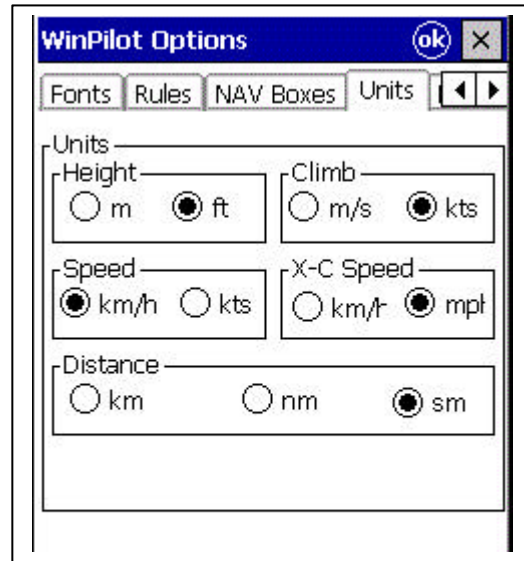 WinPilot Options ok
Fonts Rules NAV Boxes Units
Units
Height Climb
m ft m/s kts
Speed X-C Speed
km/h kts km/h mph
Distance
km nm sm